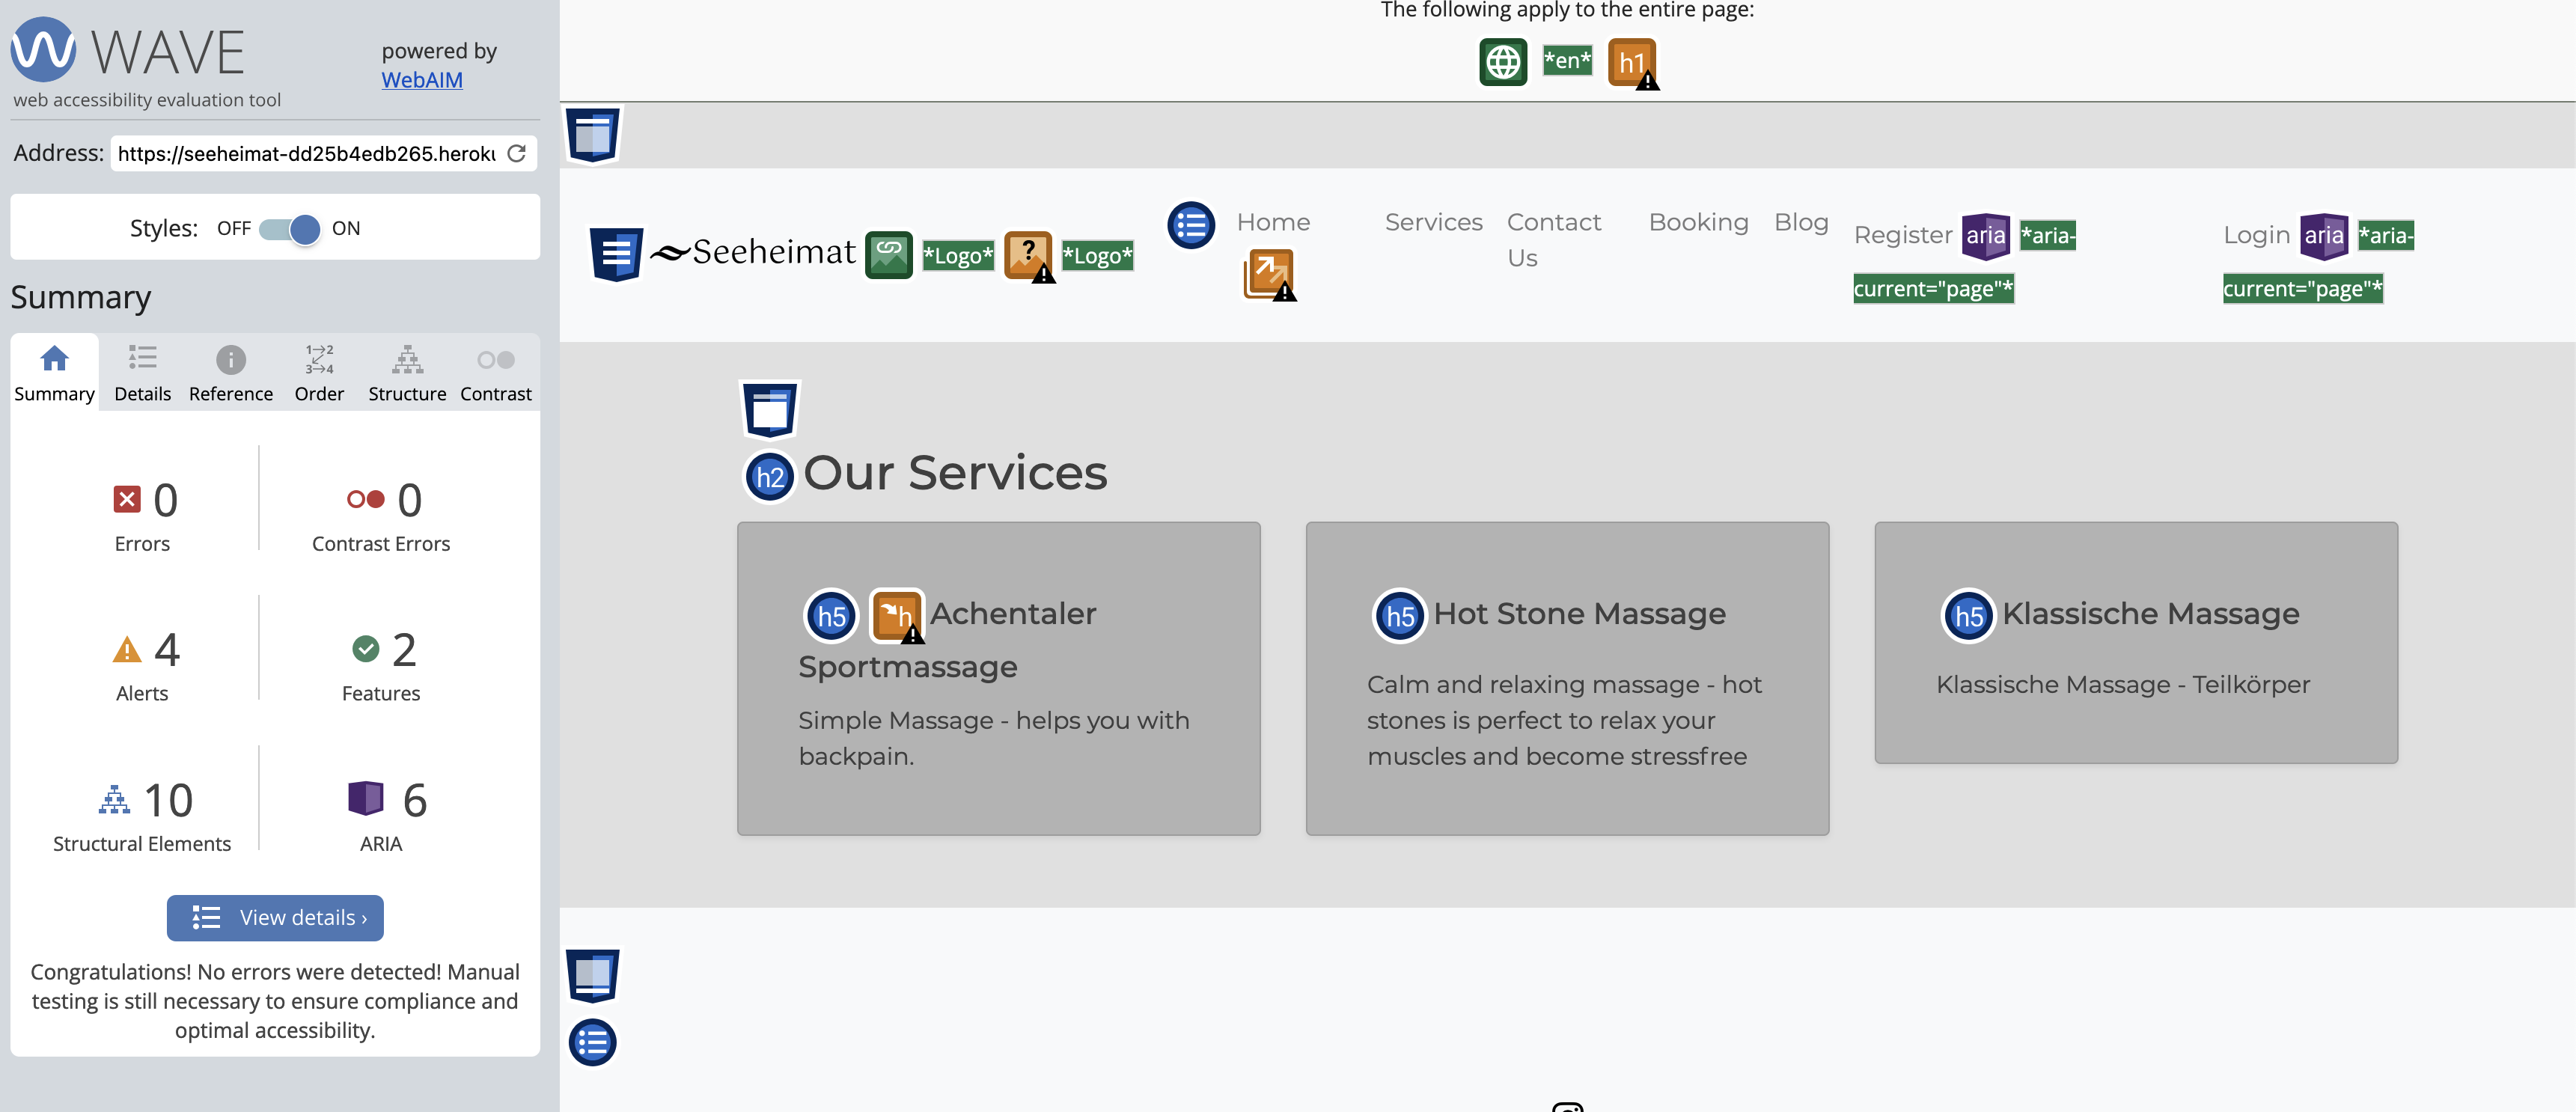 WAVE
powered by
WebAIM
web accessibility evaluation tool
Address: https://seeheimat-dd25b4edb265.heroku
Styles: OFF ON
Summary
Summary Details Reference Order Structure Contrast
1 2
3 4
0
Errors
0
Contrast Errors
4
Alerts
2
Features
10
Structural Elements
6
ARIA
View details ›
Congratulations! No errors were detected! Manual
testing is still necessary to ensure compliance and
optimal accessibility.
The following apply to the entire page:
*en* h1
Seeheimat *Logo* ? *Logo*
Home
Services
Contact
Us
Booking
Blog
Register aria *aria-
current="page"*
Login aria *aria-
current="page"*
h2 Our Services
h5 h Achentaler
Sportmassage
Simple Massage - helps you with
backpain.
h5 Hot Stone Massage
Calm and relaxing massage - hot
stones is perfect to relax your
muscles and become stressfree
h5 Klassische Massage
Klassische Massage - Teilkörper